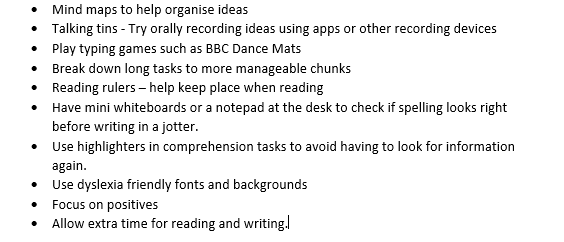 • Mind maps to help organise ideas
• Talking tins - Try orally recording ideas using apps or other recording devices
• Play typing games such as BBC Dance Mats
• Break down long tasks to more manageable chunks
• Reading rulers – help keep place when reading
• Have mini whiteboards or a notepad at the desk to check if spelling looks right
before writing in a jotter.
• Use highlighters in comprehension tasks to avoid having to look for information
again.
• Use dyslexia friendly fonts and backgrounds
• Focus on positives
• Allow extra time for reading and writing.